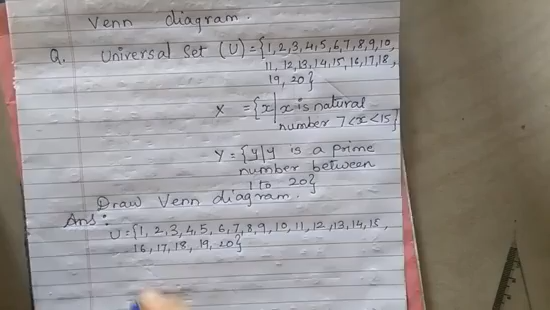 Venn diagram.
Q. Universal Set (U) = {1, 2, 3, 4, 5, 6, 7, 8, 9, 10,
11, 12, 13, 14, 15, 16, 17, 18,
19, 20}
X = {x | x is natural
number 7 < x < 15}
Y = {y | y is a prime
number between
1 to 20}
Draw Venn diagram.
Ans:
U = {1, 2, 3, 4, 5, 6, 7, 8, 9, 10, 11, 12, 13, 14, 15,
16, 17, 18, 19, 20}